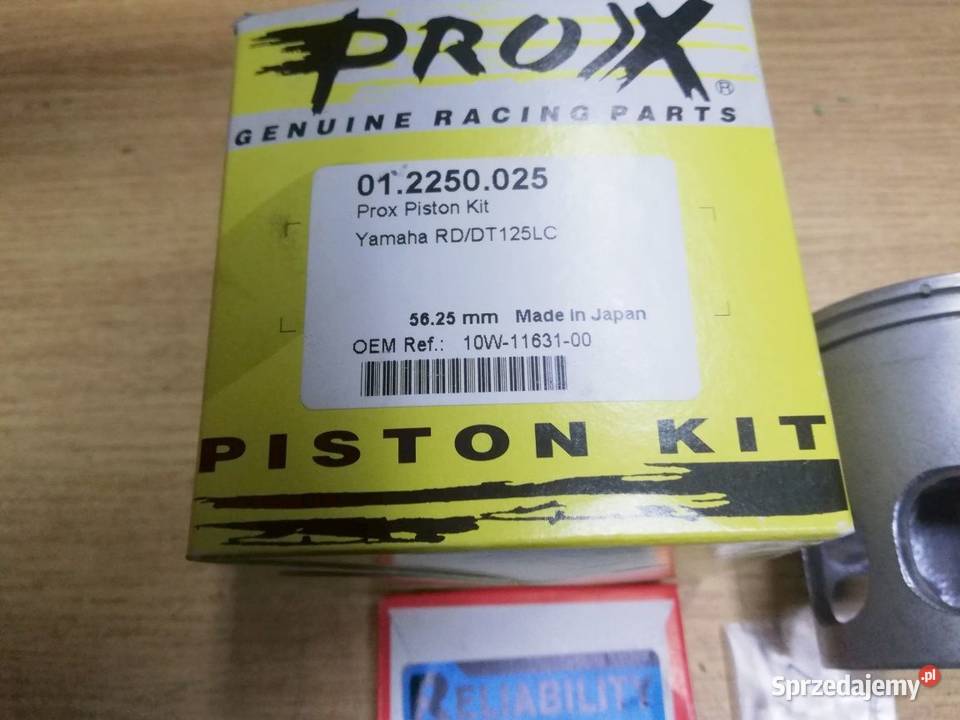 PROX®
GENUINE RACING PARTS
01.2250.025
Prox Piston Kit
Yamaha RD/DT125LC
56.25 mm Made in Japan
OEM Ref.: 10W-11631-00
PISTON KIT
RELIABILITY
Sprzedajemy.pl